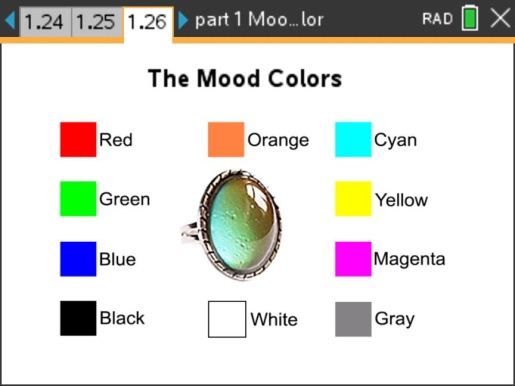 1.24 1.25 1.26 part 1 Moo...lor RAD
The Mood Colors
Red Orange Cyan
Green Yellow
Blue Magenta
Black White Gray